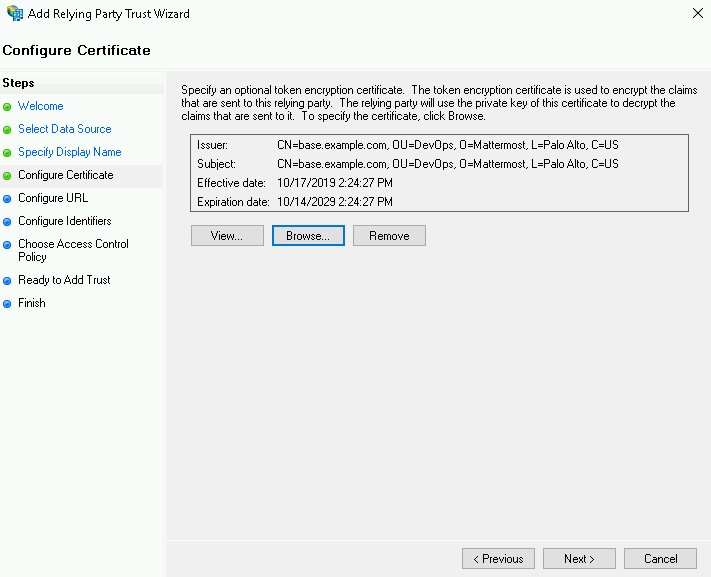 Add Relying Party Trust Wizard
Configure Certificate
Steps
Welcome
Select Data Source
Specify Display Name
Configure Certificate
Configure URL
Configure Identifiers
Choose Access Control
Policy
Ready to Add Trust
Finish
Specify an optional token encryption certificate. The token encryption certificate is used to encrypt the claims
that are sent to this relying party. The relying party will use the private key of this certificate to decrypt the
claims that are sent to it. To specify the certificate, click Browse.
Issuer: CN=base.example.com, OU=DevOps, O=Mattermost, L=Palo Alto, C=US
Subject: CN=base.example.com, OU=DevOps, O=Mattermost, L=Palo Alto, C=US
Effective date: 10/17/2019 2:24:27 PM
Expiration date: 10/14/2029 2:24:27 PM
View... Browse... Remove
< Previous Next > Cancel